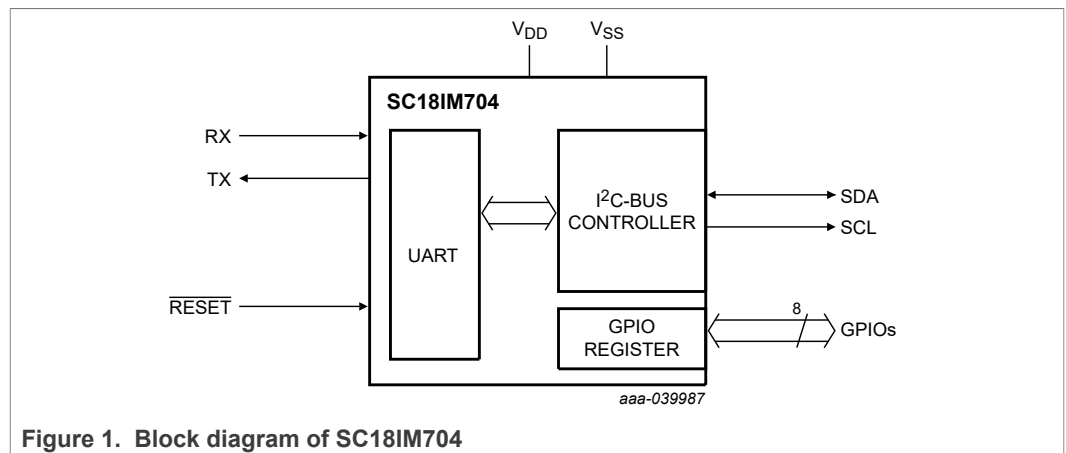 VDD VSS
SC18IM704
RX
TX
RESET
UART
I2C-BUS
CONTROLLER
SDA
SCL
GPIO
REGISTER
8
GPIOs
aaa-039987
Figure 1. Block diagram of SC18IM704